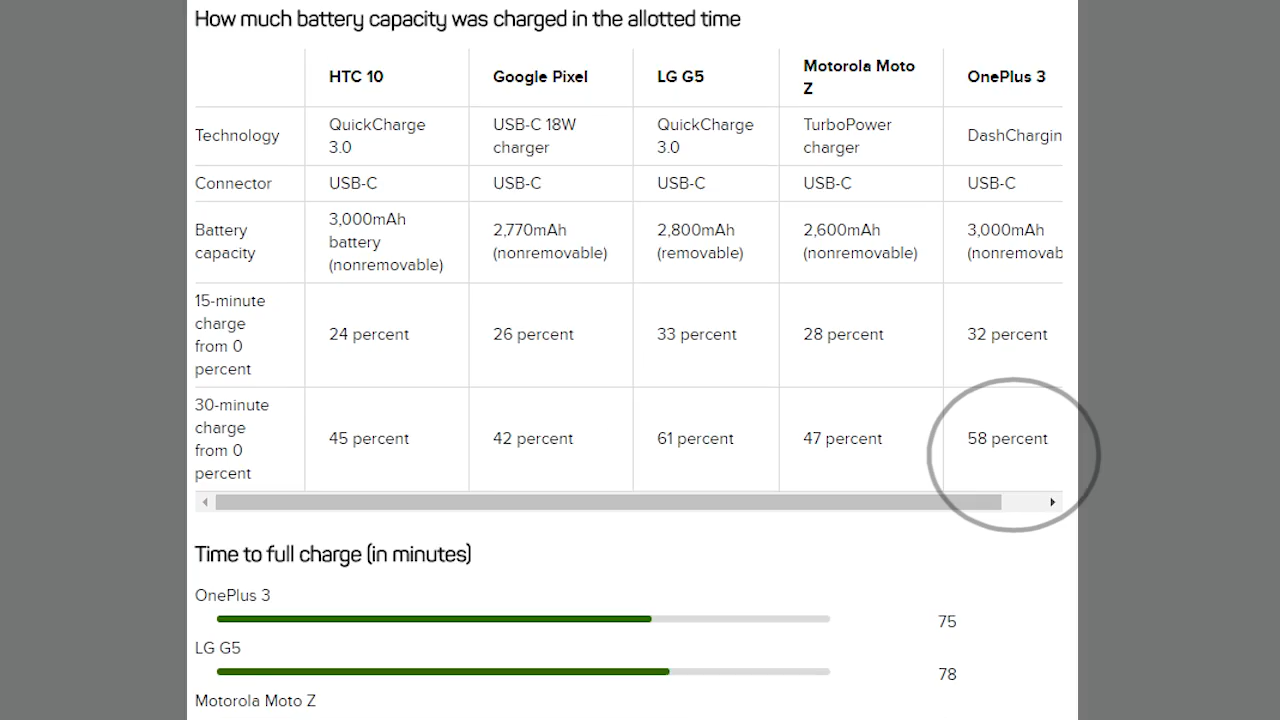 How much battery capacity was charged in the allotted time
HTC 10 Google Pixel LG G5 Motorola Moto Z OnePlus 3
Technology QuickCharge 3.0 USB-C 18W charger QuickCharge 3.0 TurboPower charger DashChargin
Connector USB-C USB-C USB-C USB-C USB-C
Battery capacity 3,000mAh battery (nonremovable) 2,770mAh (nonremovable) 2,800mAh (removable) 2,600mAh (nonremovable) 3,000mAh (nonremovab
15-minute charge from 0 percent 24 percent 26 percent 33 percent 28 percent 32 percent
30-minute charge from 0 percent 45 percent 42 percent 61 percent 47 percent 58 percent
Time to full charge (in minutes)
OnePlus 3
75
LG G5
78
Motorola Moto Z